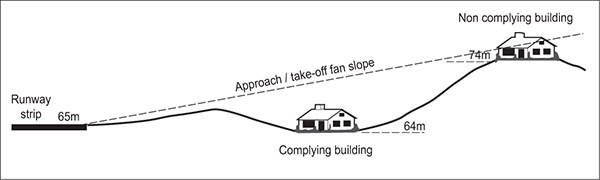 Non complying building
74m
Approach / take-off fan slope
Runway
strip 65m
64m
Complying building